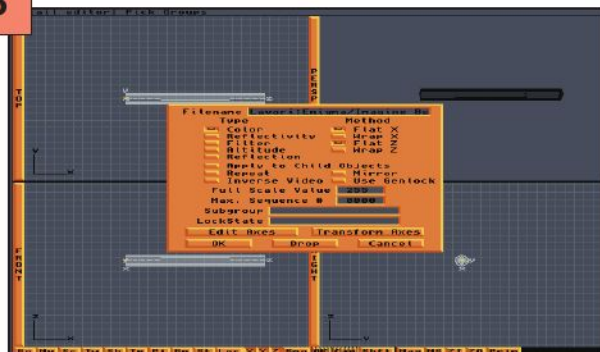 ail editor] Pick Groups
TOP
PERSP
Filename
Type Method
Color Flat X
Reflectivity Wrap X
Filter Flat Z
Altitude Wrap Z
Reflection
Apply to Child Objects
Repeat Mirror
Inverse Video Use Genlock
Full Scale Value 255
Max. Sequence # 0000
Subgroup
LockState
Edit Axes Transform Axes
OK Drop Cancel
FRONT
IGHT